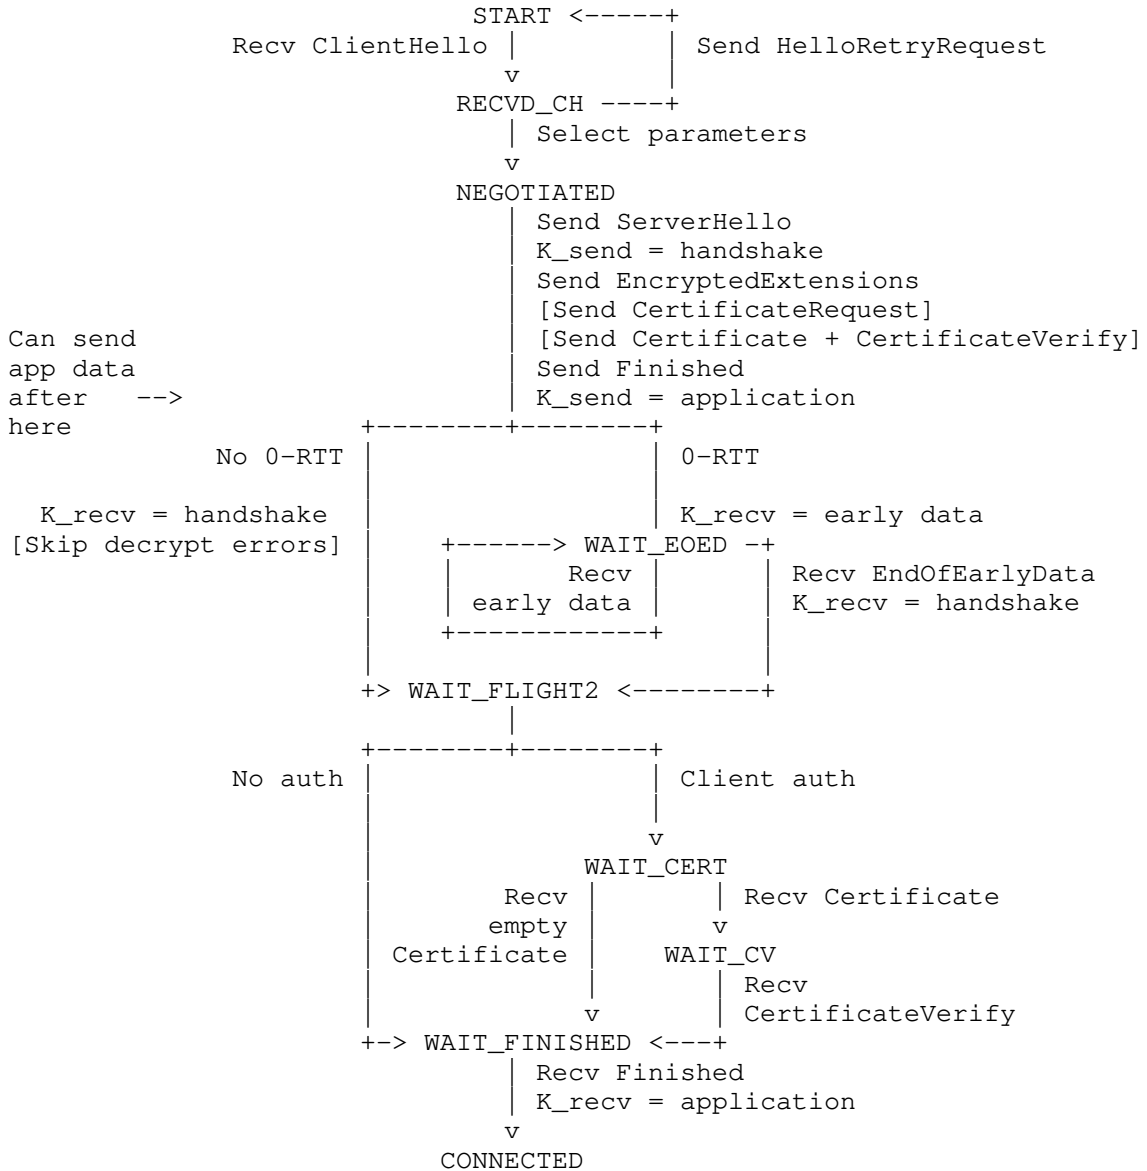 START <-----+
Recv ClientHello | | Send HelloRetryRequest
v |
RECVD_CH ----+
| Select parameters
v
NEGOTIATED
| Send ServerHello
| K_send = handshake
| Send EncryptedExtensions
| [Send CertificateRequest]
Can send | [Send Certificate + CertificateVerify]
app data | Send Finished
after --> | K_send = application
here +--------+--------+
No 0-RTT | | 0-RTT
| |
K_recv = handshake | | K_recv = early data
[Skip decrypt errors] | +------> WAIT_EOED -+
| | Recv | | Recv EndOfEarlyData
| | early data | | K_recv = handshake
| +------------+ |
| |
+> WAIT_FLIGHT2 <--------+
|
+--------+--------+
No auth | | Client auth
| |
| v
| WAIT_CERT
| Recv | | Recv Certificate
| empty | v
| Certificate | WAIT_CV
| | | Recv
| v | CertificateVerify
+-> WAIT_FINISHED <---+
| Recv Finished
| K_recv = application
v
CONNECTED